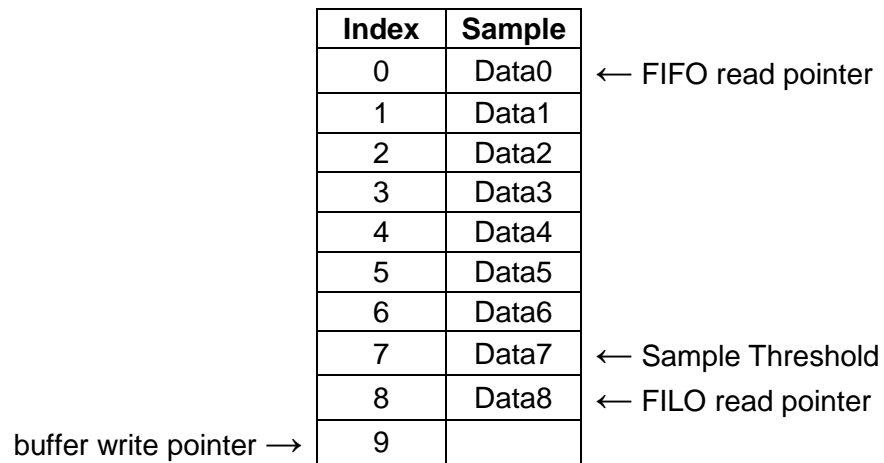 Index Sample
0 Data0 ← FIFO read pointer
1 Data1
2 Data2
3 Data3
4 Data4
5 Data5
6 Data6
7 Data7 ← Sample Threshold
8 Data8 ← FILO read pointer
buffer write pointer → 9